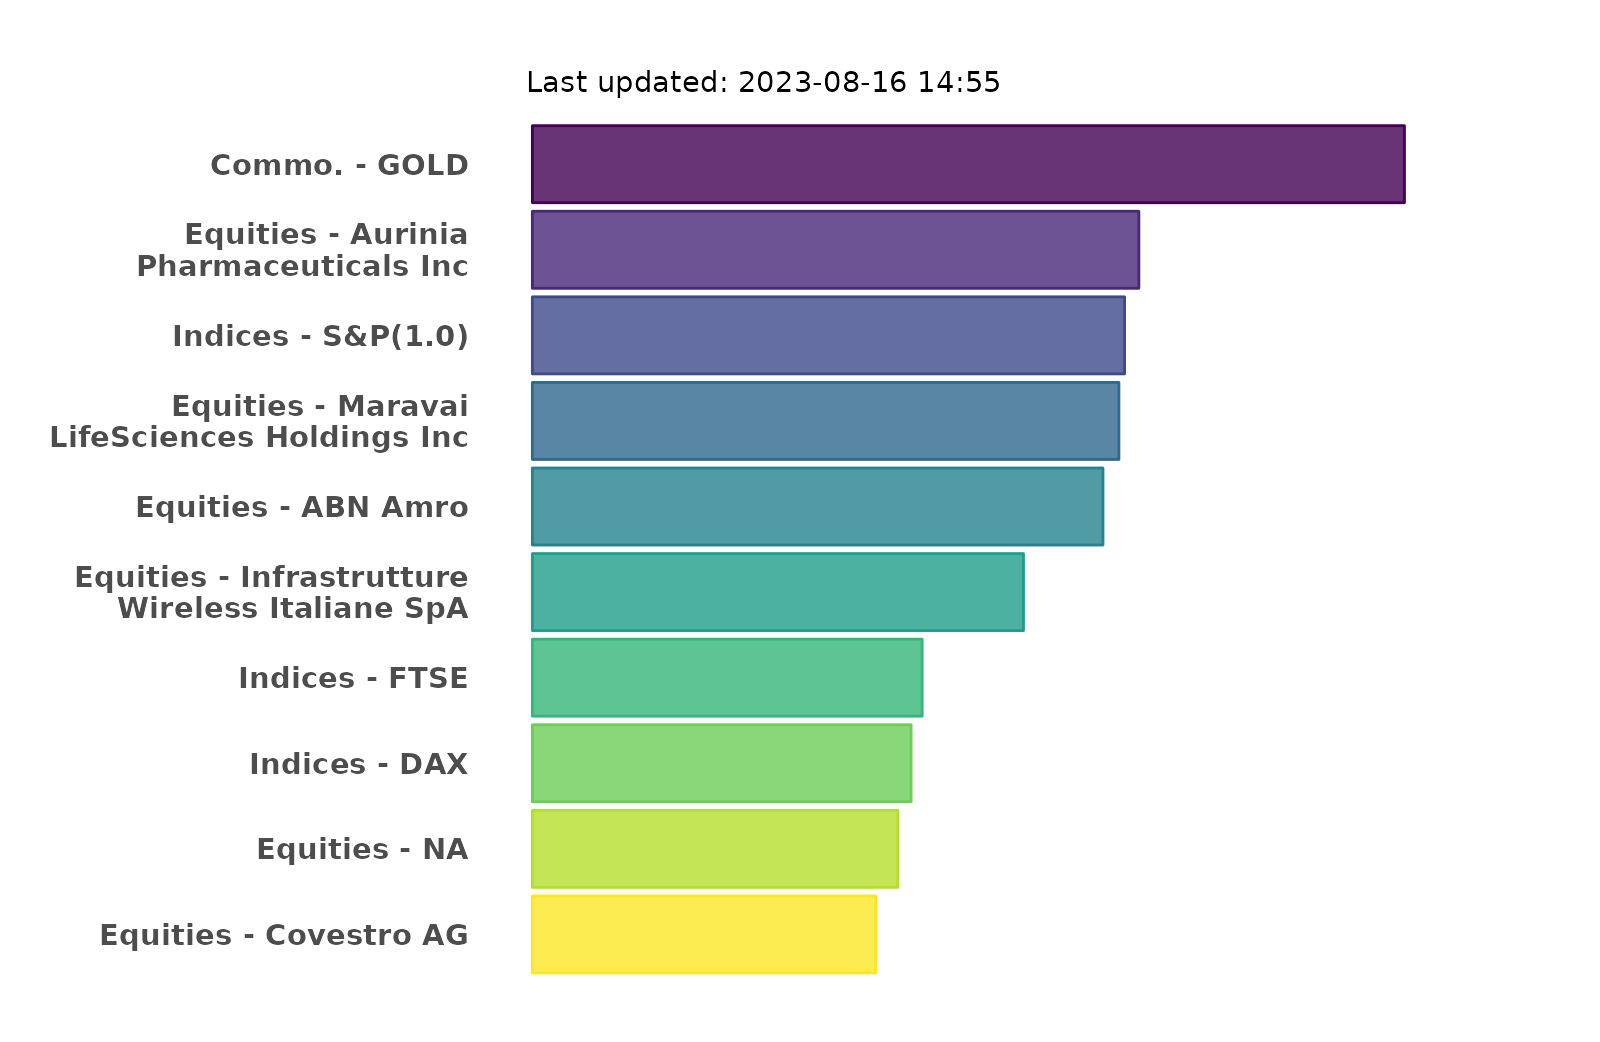 Last updated: 2023-08-16 14:55
Commo. - GOLD
Equities - Aurinia
Pharmaceuticals Inc
Indices - S&P(1.0)
Equities - Maravai
LifeSciences Holdings Inc
Equities - ABN Amro
Equities - Infrastrutture
Wireless Italiane SpA
Indices - FTSE
Indices - DAX
Equities - NA
Equities - Covestro AG